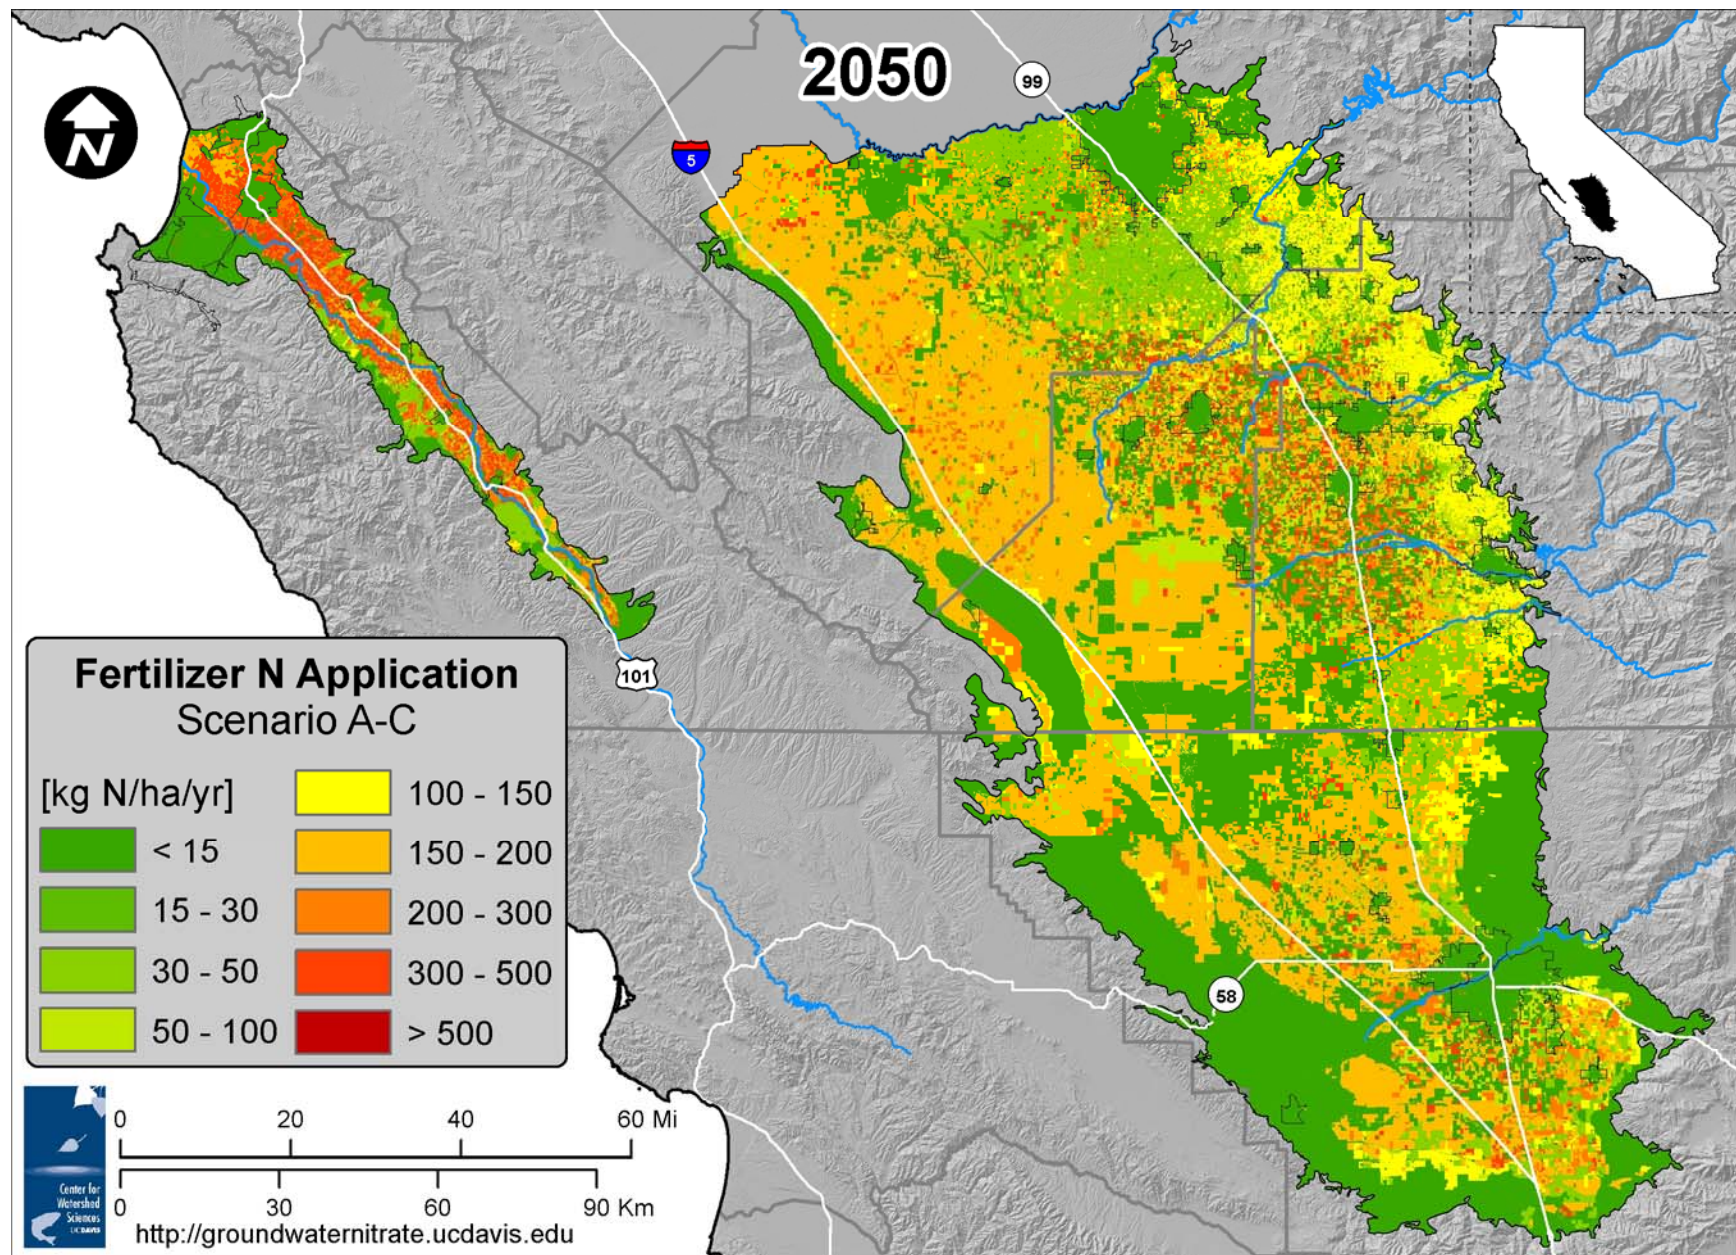 2050
99
5
N
101
58
Fertilizer N Application
Scenario A-C
[kg N/ha/yr]
< 15
15 - 30
30 - 50
50 - 100
100 - 150
150 - 200
200 - 300
300 - 500
> 500
0 20 40 60 Mi
0 30 60 90 Km
Center for
Watershed
Sciences
UC DAVIS
http://groundwaternitrate.ucdavis.edu